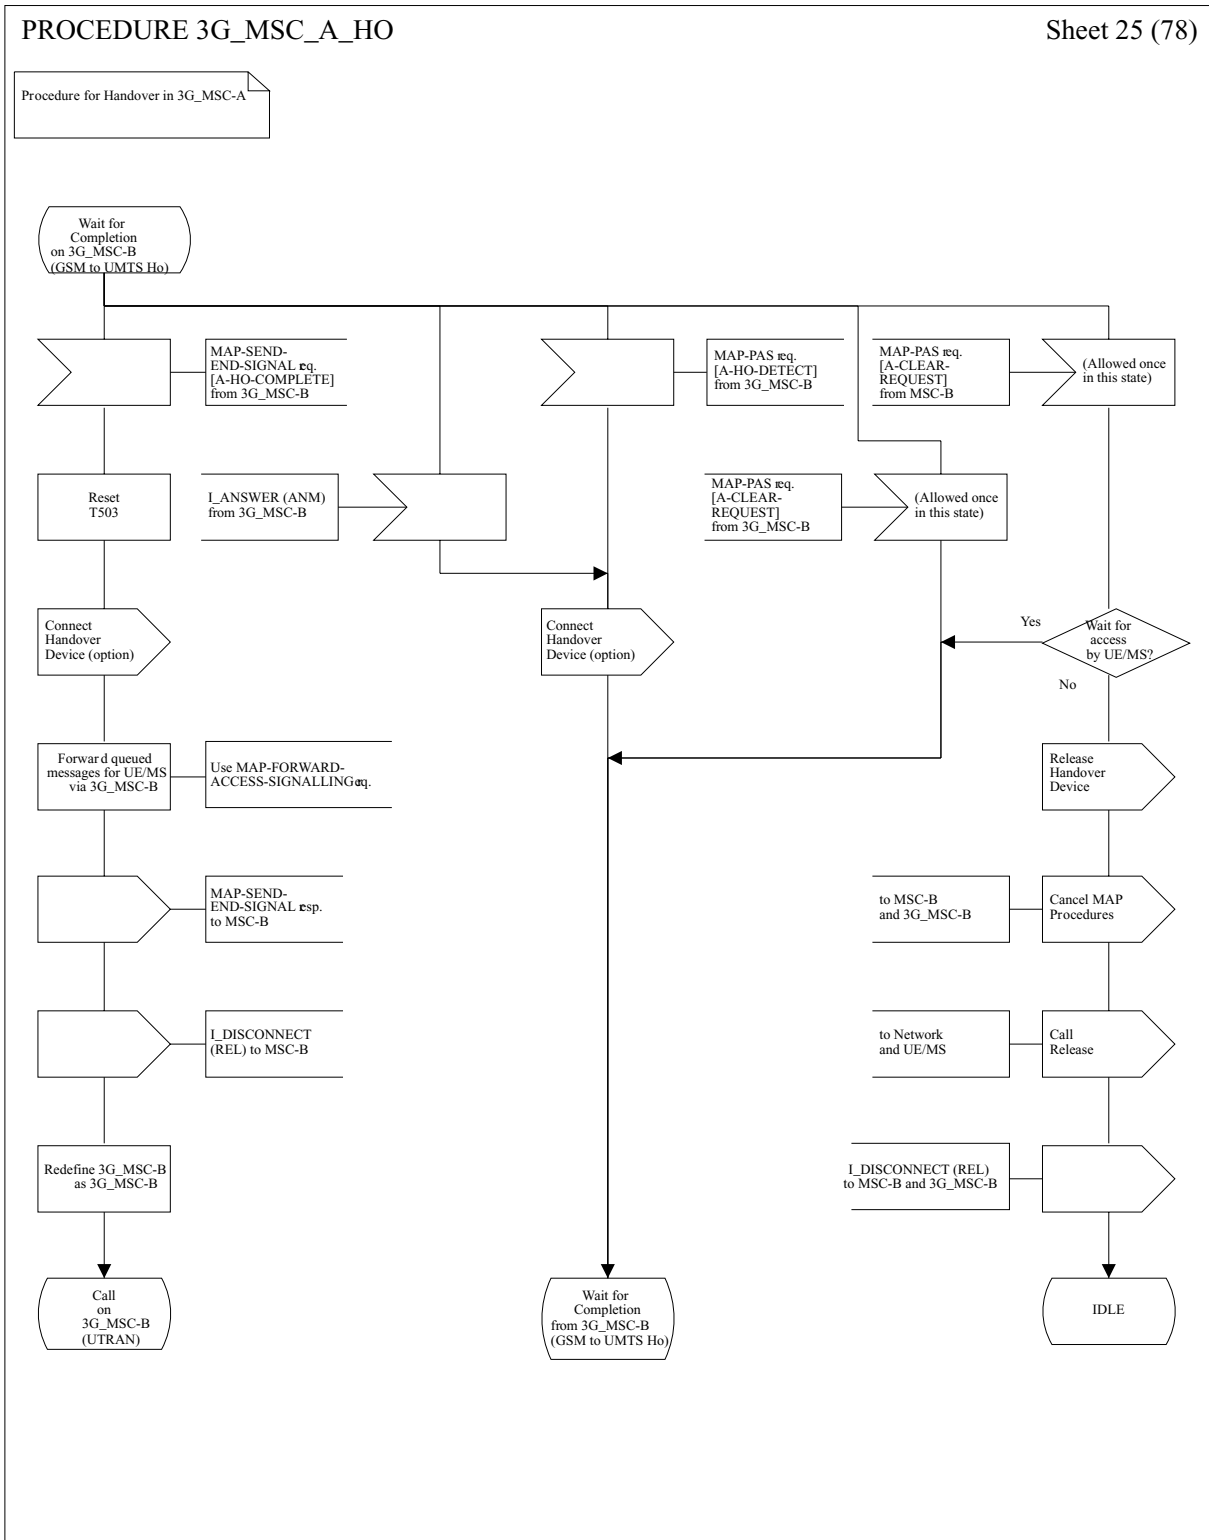 PROCEDURE 3G_MSC_A_HO
Sheet 25 (78)
Procedure for Handover in 3G_MSC-A
Wait for
Completion
on 3G_MSC-B
(GSM to UMTS Ho)
MAP-SEND-
END-SIGNAL req.
[A-HO-COMPLETE]
from 3G_MSC-B
MAP-PAS req.
[A-HO-DETECT]
from 3G_MSC-B
MAP-PAS req.
[A-CLEAR-
REQUEST]
from MSC-B
(Allowed once
in this state)
Reset
T503
I_ANSWER (ANM)
from 3G_MSC-B
MAP-PAS req.
[A-CLEAR-
REQUEST]
from 3G_MSC-B
(Allowed once
in this state)
Connect
Handover
Device (option)
Connect
Handover
Device (option)
Yes
Wait for
access
by UE/MS?
No
Forward queued
messages for UE/MS
via 3G_MSC-B
Use MAP-FORWARD-
ACCESS-SIGNALLING req.
Release
Handover
Device
MAP-SEND-
END-SIGNAL resp.
to MSC-B
to MSC-B
and 3G_MSC-B
Cancel MAP
Procedures
I_DISCONNECT
(REL) to MSC-B
to Network
and UE/MS
Call
Release
Redefine 3G_MSC-B
as 3G_MSC-B
I_DISCONNECT (REL)
to MSC-B and 3G_MSC-B
Call
on
3G_MSC-B
(UTRAN)
Wait for
Completion
from 3G_MSC-B
(GSM to UMTS Ho)
IDLE